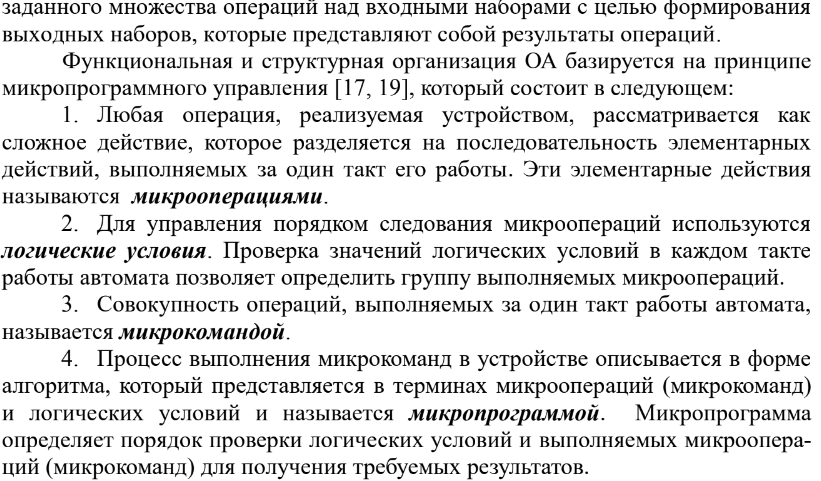 заданного множества операций над входными наборами с целью формирования
выходных наборов, которые представляют собой результаты операций.
Функциональная и структурная организация ОА базируется на принципе
микропрограммного управления [17, 19], который состоит в следующем:
1. Любая операция, реализуемая устройством, рассматривается как
сложное действие, которое разделяется на последовательность элементарных
действий, выполняемых за один такт его работы. Эти элементарные действия
называются микрооперациями.
2. Для управления порядком следования микроопераций используются
логические условия. Проверка значений логических условий в каждом такте
работы автомата позволяет определить группу выполняемых микроопераций.
3. Совокупность операций, выполняемых за один такт работы автомата,
называется микрокомандой.
4. Процесс выполнения микрокоманд в устройстве описывается в форме
алгоритма, который представляется в терминах микроопераций (микрокоманд)
и логических условий и называется микропрограммой. Микропрограмма
определяет порядок проверки логических условий и выполняемых микроопера-
ций (микрокоманд) для получения требуемых результатов.